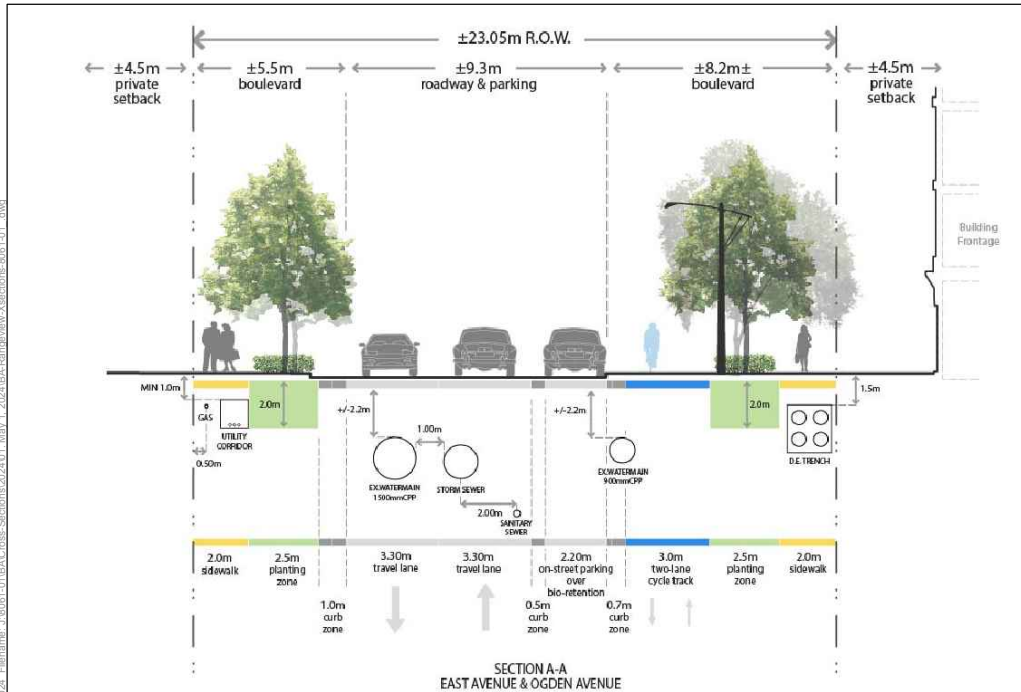 ±23.05m R.O.W.
±4.5m
private
setback
±5.5m
boulevard
±9.3m
roadway & parking
±8.2m±
boulevard
±4.5m
private
setback
Building
Frontage
MIN 1.0m
GAS
UTILITY
CORRIDOR
0.50m
2.0m
+/-2.2m
1.00m
EX.WATERMAIN
1500mmCPP
STORM SEWER
2.00m
SANITARY
SEWER
+/-2.2m
EX.WATERMAIN
900mmCPP
2.0m
1.5m
D.E. TRENCH
2.0m
sidewalk
2.5m
planting
zone
1.0m
curb
zone
3.30m
travel lane
3.30m
travel lane
0.5m
curb
zone
2.20m
on-street parking
over
bio-retention
0.7m
curb
zone
3.0m
two-lane
cycle track
2.5m
planting
zone
2.0m
sidewalk
SECTION A-A
EAST AVENUE & OGDEN AVENUE